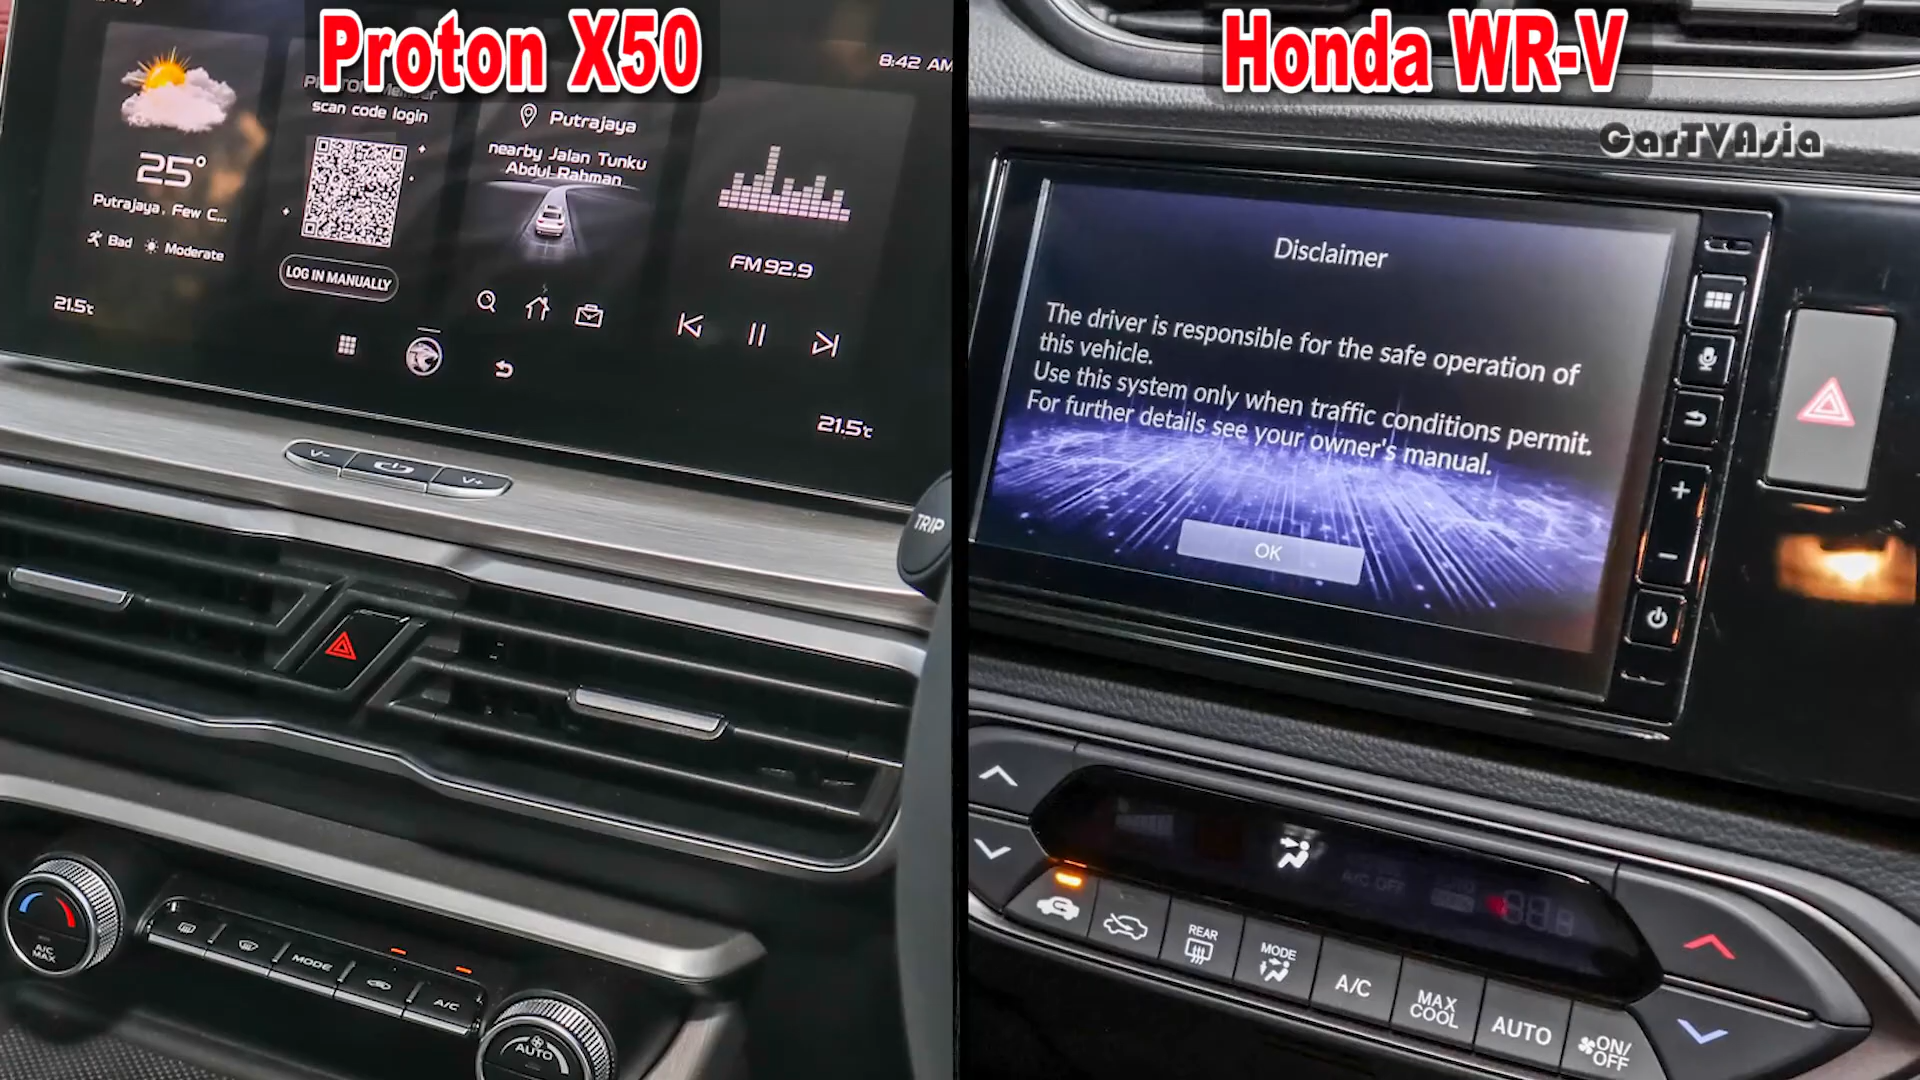 Proton X50
8:42 AM
scan code login
25°
Putrajaya, Few C...
Bad
Moderate
LOG IN MANUALLY
Putrajaya
nearby Jalan Tunku
Abdul Rahman
FM 92.9
21.5℃
21.5℃
V-
V+
TRIP
A/C
MAX
MODE
A/C
AUTO
Honda WR-V
CarTVAsia
Disclaimer
The driver is responsible for the safe operation of
this vehicle.
Use this system only when traffic conditions permit.
For further details see your owner's manual.
OK
+
-
A/C OFF
REAR
MODE
A/C
MAX
COOL
AUTO
ON/
OFF